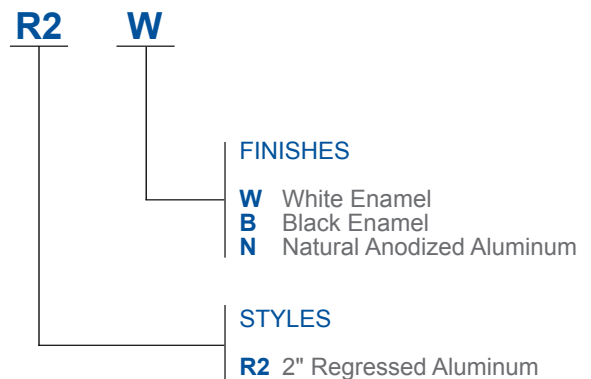 R2 W
FINISHES
W White Enamel
B Black Enamel
N Natural Anodized Aluminum
STYLES
R2 2" Regressed Aluminum